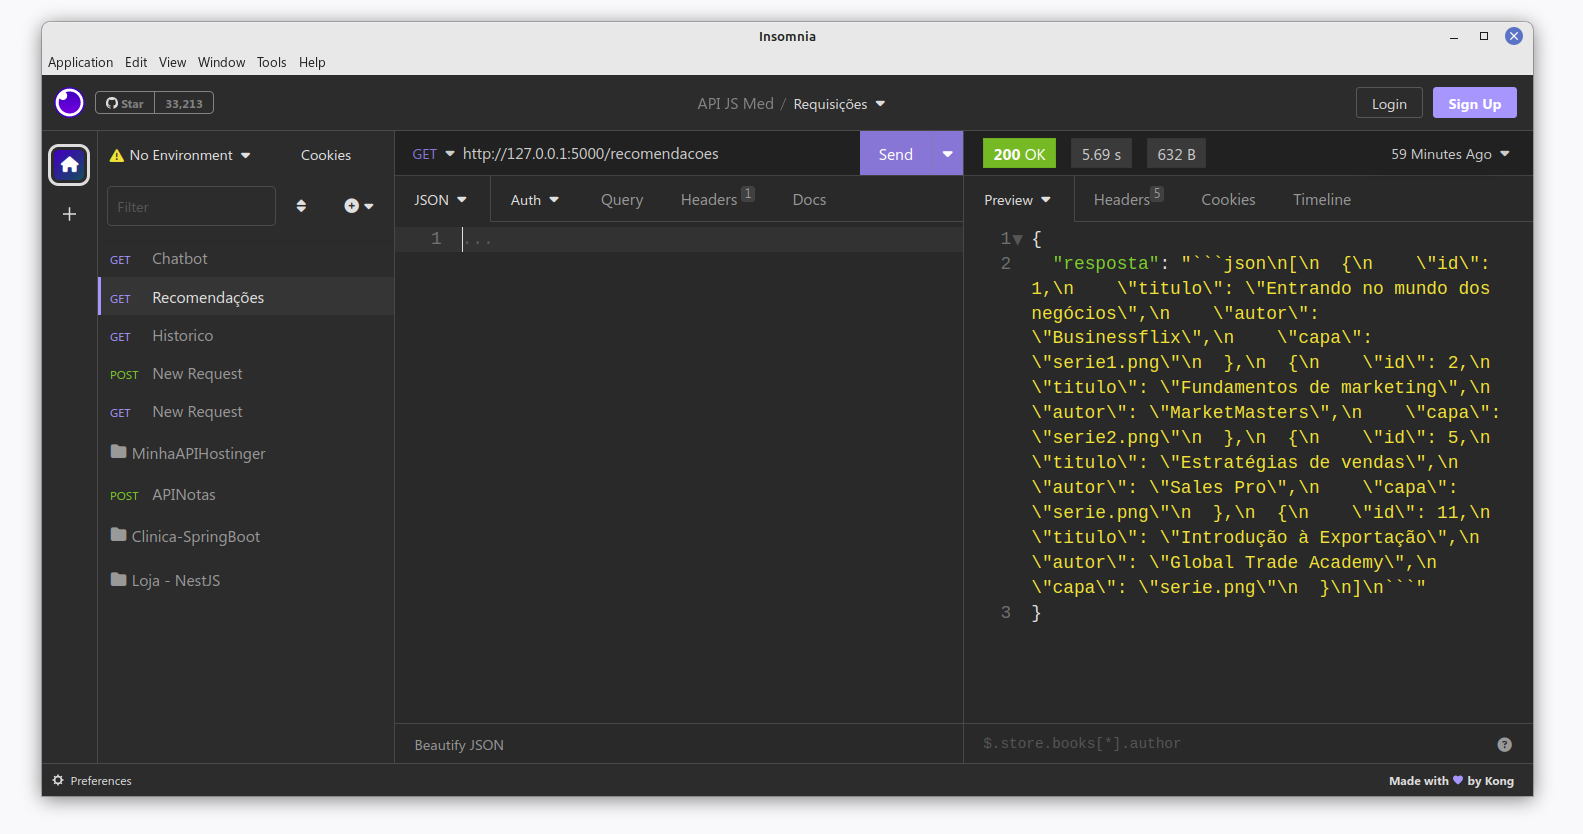 Insomnia
Application Edit View Window Tools Help
Star 33,213
API JS Med / Requisições
Login Sign Up
No Environment Cookies
GET http://127.0.0.1:5000/recomendacoes Send
200 OK 5.69 s 632 B 59 Minutes Ago
Filter
JSON Auth Query Headers 1 Docs
Preview Headers 5 Cookies Timeline
GET Chatbot
GET Recomendações
GET Historico
POST New Request
GET New Request
MinhaAPIHostinger
POST APINotas
Clinica-SpringBoot
Loja - NestJS
1 ...
1 {
2 "resposta": "```json\n[\n  {\n    \"id\":
1,\n    \"titulo\": \"Entrando no mundo dos
negócios\",\n    \"autor\":
\"Businessflix\",\n    \"capa\":
\"serie1.png\"\n  },\n  {\n    \"id\": 2,\n
\"titulo\": \"Fundamentos de marketing\",\n
\"autor\": \"MarketMasters\",\n    \"capa\":
\"serie2.png\"\n  },\n  {\n    \"id\": 5,\n
\"titulo\": \"Estratégias de vendas\",\n
\"autor\": \"Sales Pro\",\n    \"capa\":
\"serie.png\"\n  },\n  {\n    \"id\": 11,\n
\"titulo\": \"Introdução à Exportação\",\n
\"autor\": \"Global Trade Academy\",\n
\"capa\": \"serie.png\"\n  }\n]\n```"
3 }
Beautify JSON
$.store.books[*].author
Preferences
Made with by Kong